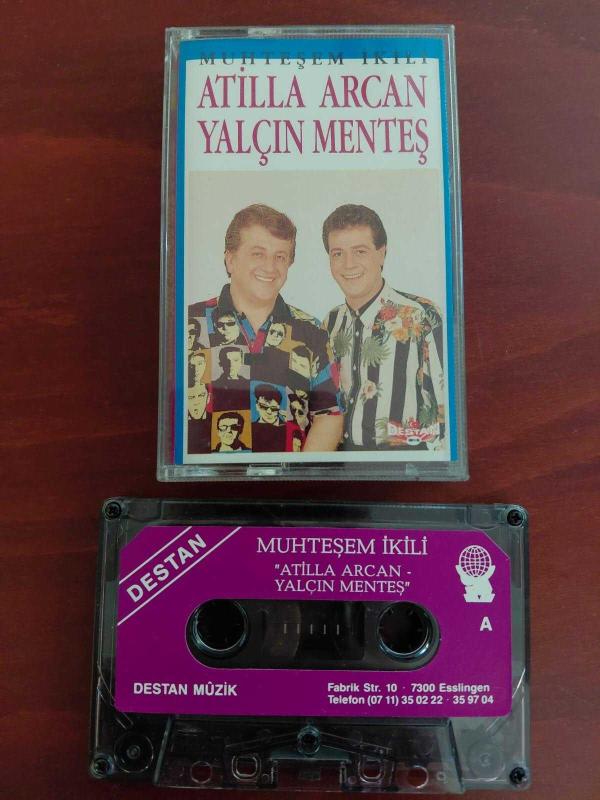 MUHTEŞEM İKİLİ
ATİLLA ARCAN
YALÇIN MENTEŞ
DESTAN
DESTAN
MUHTEŞEM İKİLİ
"ATİLLA ARCAN -
YALÇIN MENTEŞ"
A
DESTAN MÛZİK
Fabrik Str. 10 · 7300 Esslingen
Telefon (07 11) 35 02 22 · 35 97 04